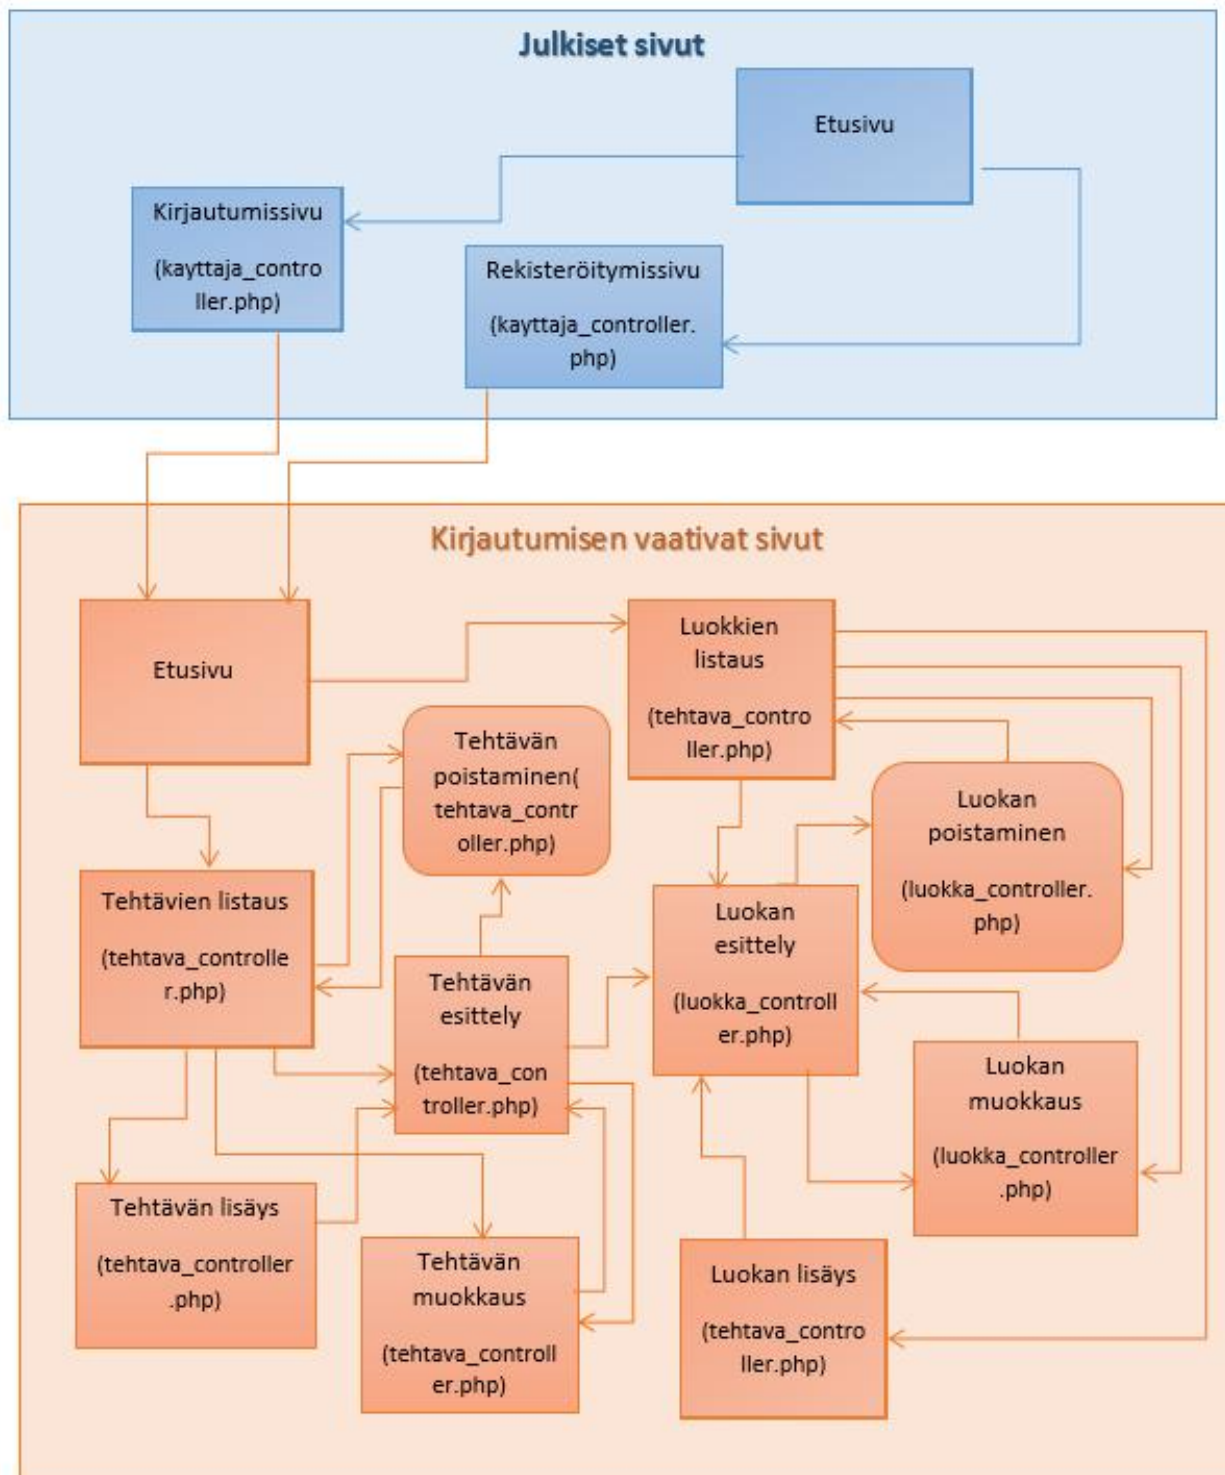 Julkiset sivut
Etusivu
Kirjautumissivu
(kayttaja_contro
ller.php)
Rekisteröitymissivu
(kayttaja_controller.
php)
Kirjautumisen vaativat sivut
Etusivu
Luokkien
listaus
(tehtava_contro
ller.php)
Tehtävän
poistaminen(
tehtava_contr
oller.php)
Luokan
poistaminen
(luokka_controller.
php)
Tehtävien listaus
(tehtava_controlle
r.php)
Luokan
esittely
(luokka_controll
er.php)
Tehtävän
esittely
(tehtava_con
troller.php)
Luokan
muokkaus
(luokka_controller
.php)
Tehtävän lisäys
(tehtava_controller
.php)
Tehtävän
muokkaus
(tehtava_controll
er.php)
Luokan lisäys
(tehtava_contro
ller.php)